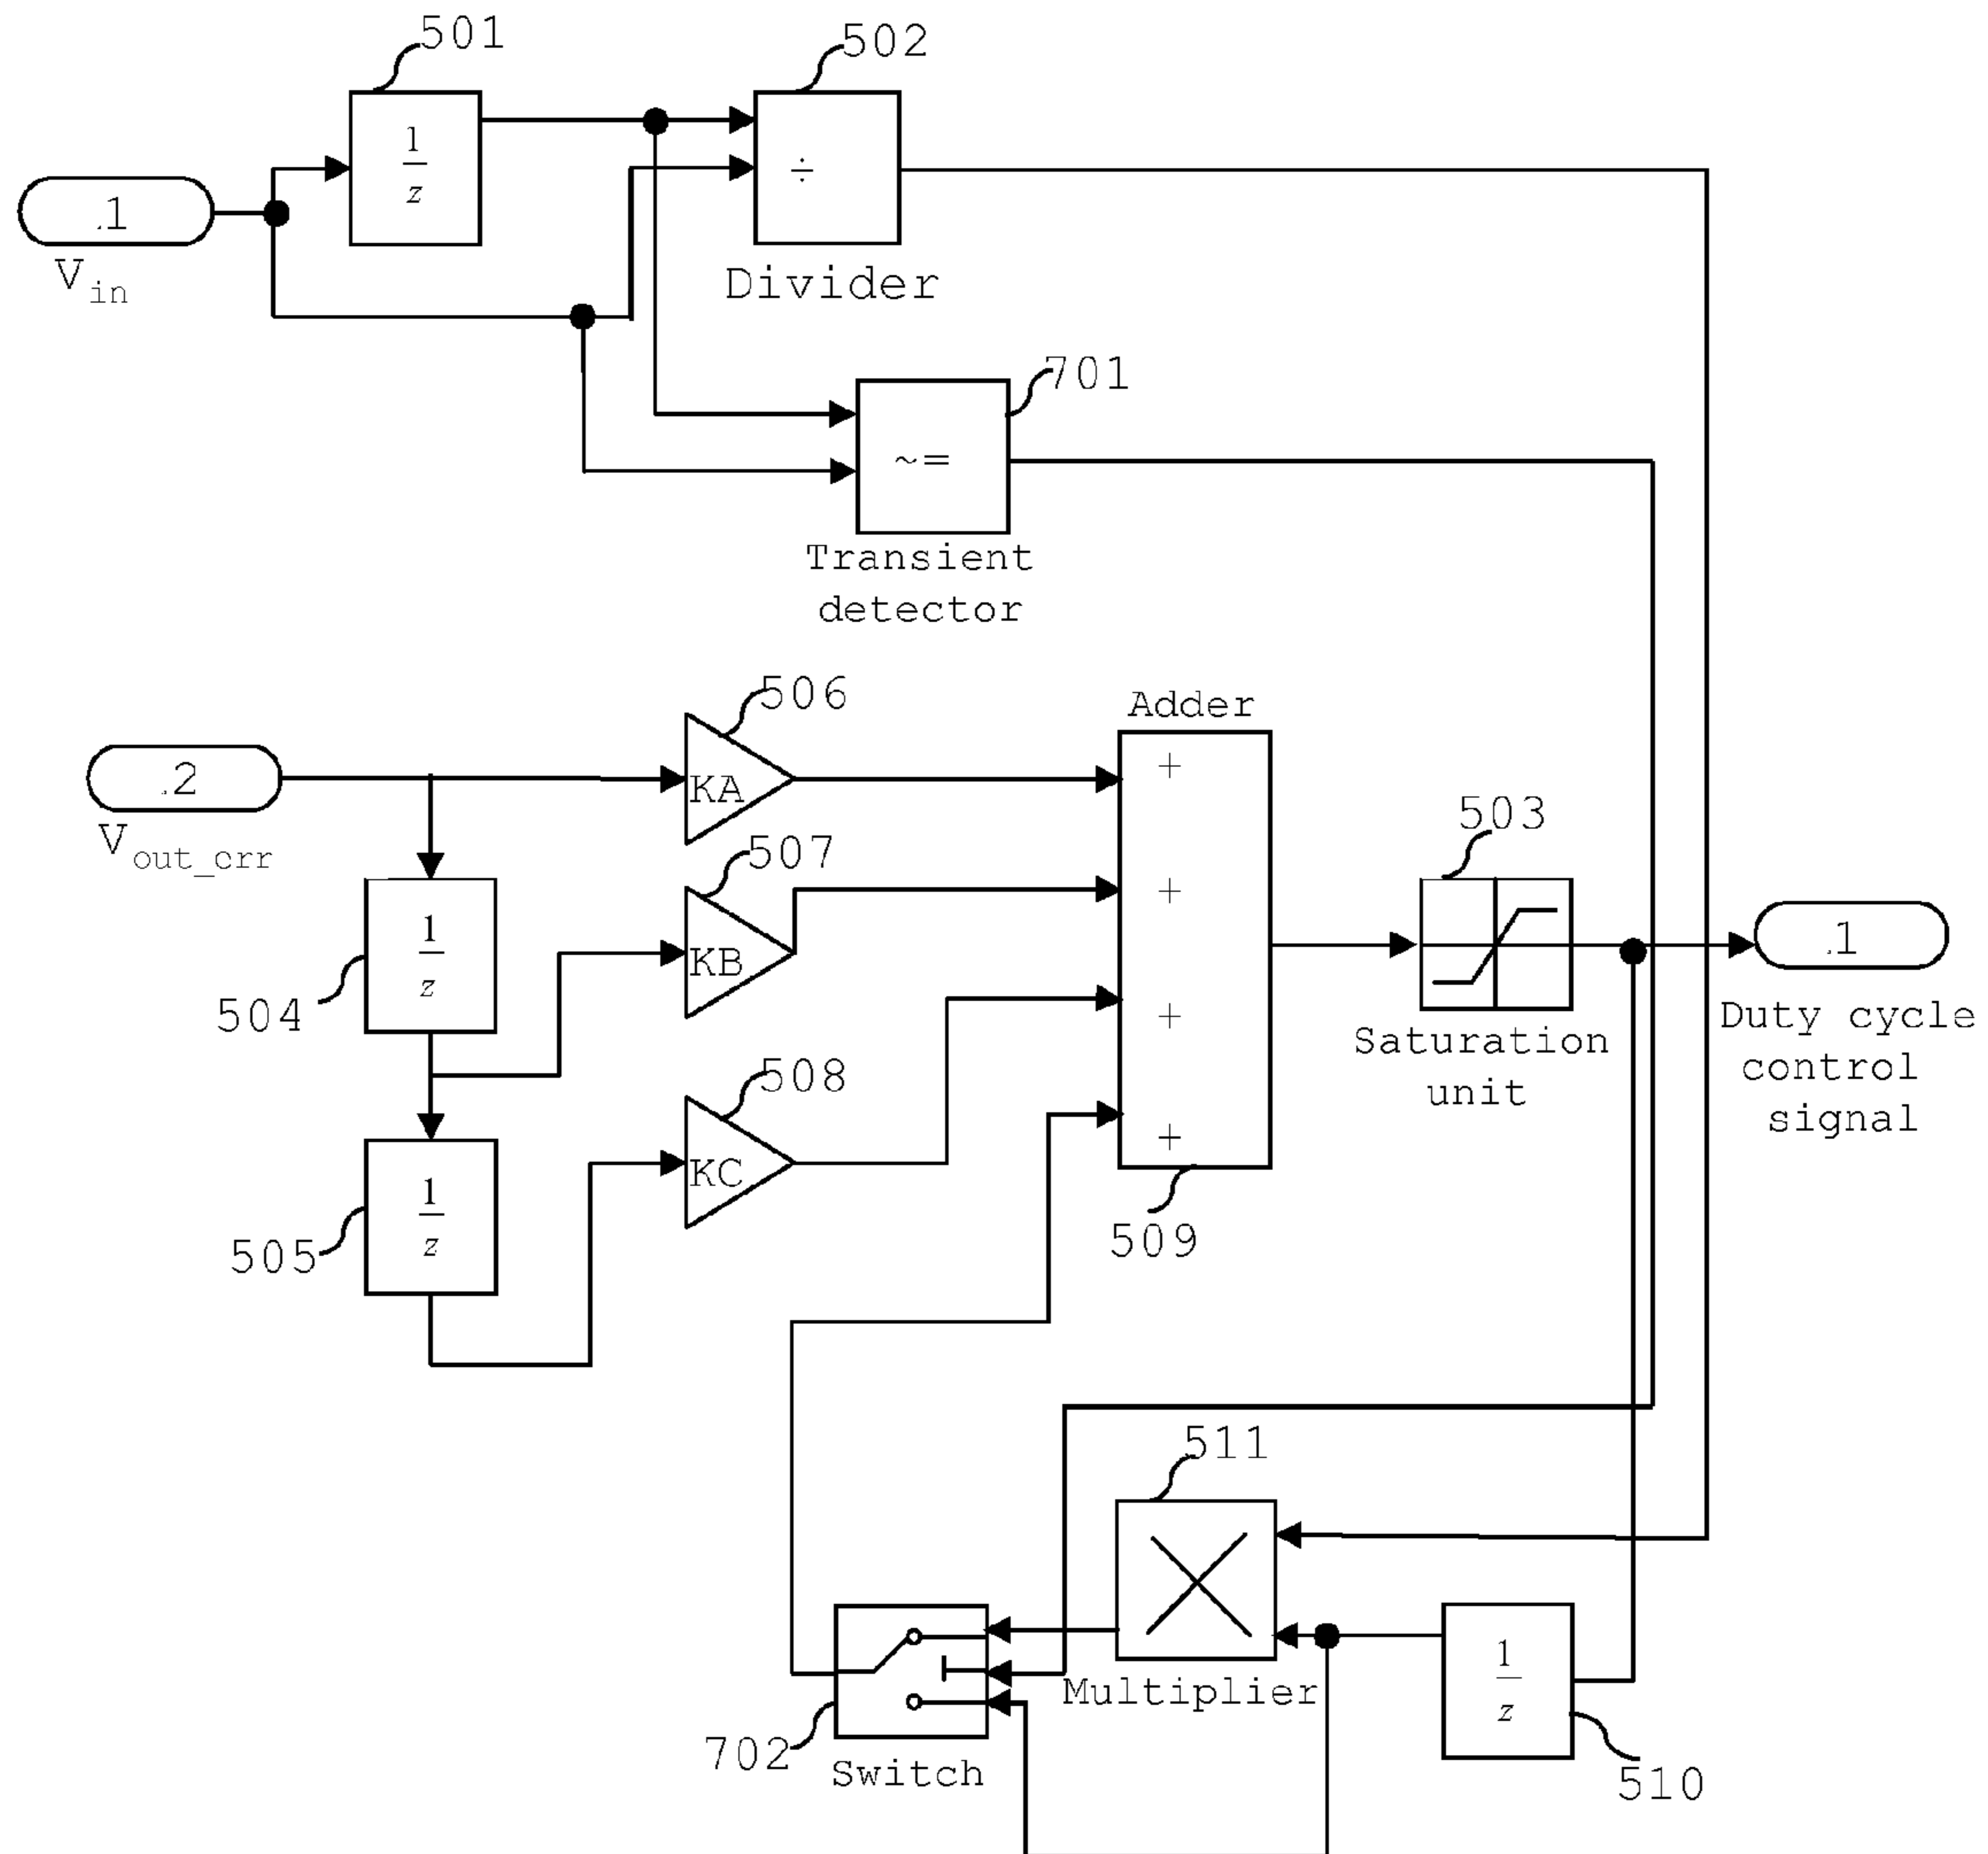 501
502
1
z
÷
.1
V in
Divider
701
~=
Transient
detector
506
Adder
KA
+
.2
V out_err
507
503
+
KB
1
z
.1
504
+
Saturation
unit
Duty cycle
control
signal
508
KC
+
1
z
505
509
511
1
z
Multiplier
702
Switch
510